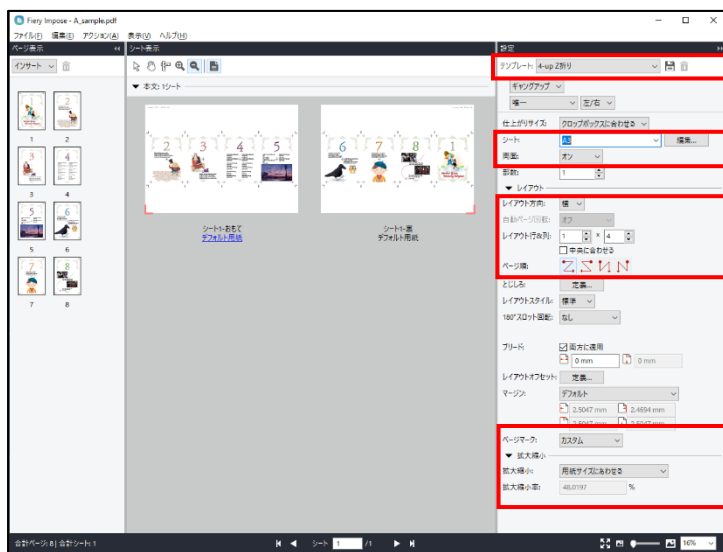 Fiery Impose - A_sample.pdf
ファイル(F) 編集(E) アクション(A) 表示(V) ヘルプ(H)
ページ表示
インサート
1 2
3 4
5 6
7 8
シート表示
本文: 1シート
2 3 4 5
6 7 8 1
シート1-おもて
デフォルト用紙
シート1-裏
デフォルト用紙
設定
テンプレート: 4-up Z折り
ギャングアップ
唯一 左/右
仕上がりサイズ: クロップボックスに合わせる
シート: A3 編集...
両面: オン
部数: 1
レイアウト
レイアウト方向: 横
自動ページ回転: オフ
レイアウト行&列: 1 x 4
中央に合わせる
ページ順:
とじしろ: 定義...
レイアウトスタイル: 標準
180°スロット回転: なし
ブリード: 両方に適用
0 mm 0 mm
レイアウトオフセット: 定義...
マージン: デフォルト
2.5047 mm 2.4694 mm
ページマーク: カスタム
拡大縮小
拡大縮小: 用紙サイズにあわせる
拡大縮小率: 48.0197 %
合計ページ: 8| 合計シート: 1
シート 1 /1
16%